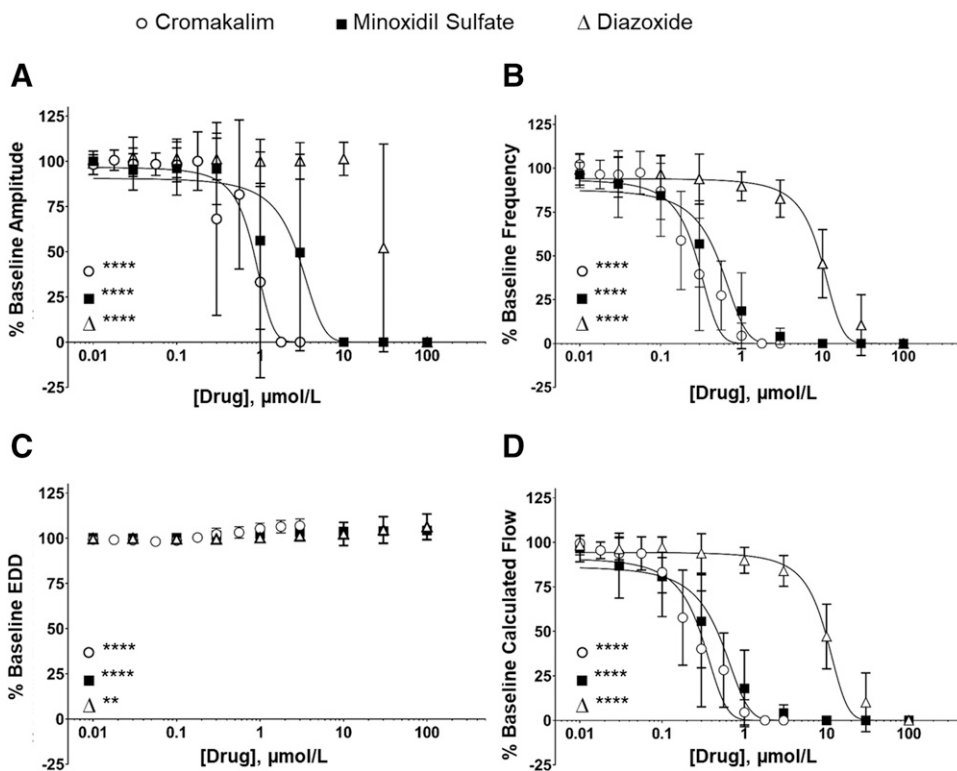 Cromakalim Minoxidil Sulfate Diazoxide
A
% Baseline Amplitude
125
100
75
50
25
0
-25
0.01 0.1 1 10 100
[Drug], µmol/L
****
****
****
B
% Baseline Frequency
125
100
75
50
25
0
-25
0.01 0.1 1 10 100
[Drug], µmol/L
****
****
****
C
% Baseline EDD
125
100
75
50
25
0
-25
0.01 0.1 1 10 100
[Drug], µmol/L
****
****
**
D
% Baseline Calculated Flow
125
100
75
50
25
0
-25
0.01 0.1 1 10 100
[Drug], µmol/L
****
****
****